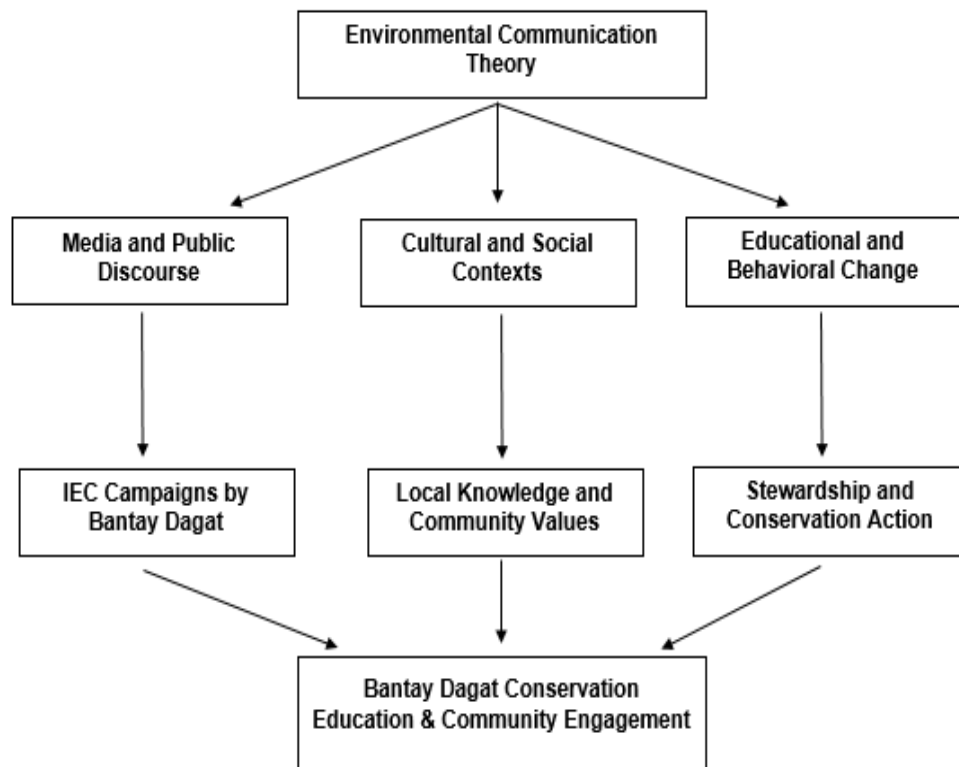 Environmental Communication
Theory
Media and Public
Discourse
Cultural and Social
Contexts
Educational and
Behavioral Change
IEC Campaigns by
Bantay Dagat
Local Knowledge and
Community Values
Stewardship and
Conservation Action
Bantay Dagat Conservation
Education & Community Engagement